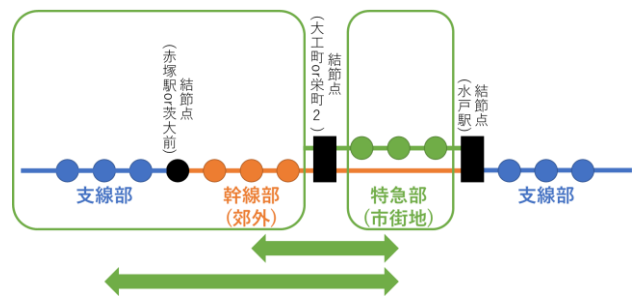 結節点
(赤塚駅or茨大前)
結節点
(大工町or栄町2)
結節点
(水戸駅)
支線部
幹線部
(郊外)
特急部
(市街地)
支線部